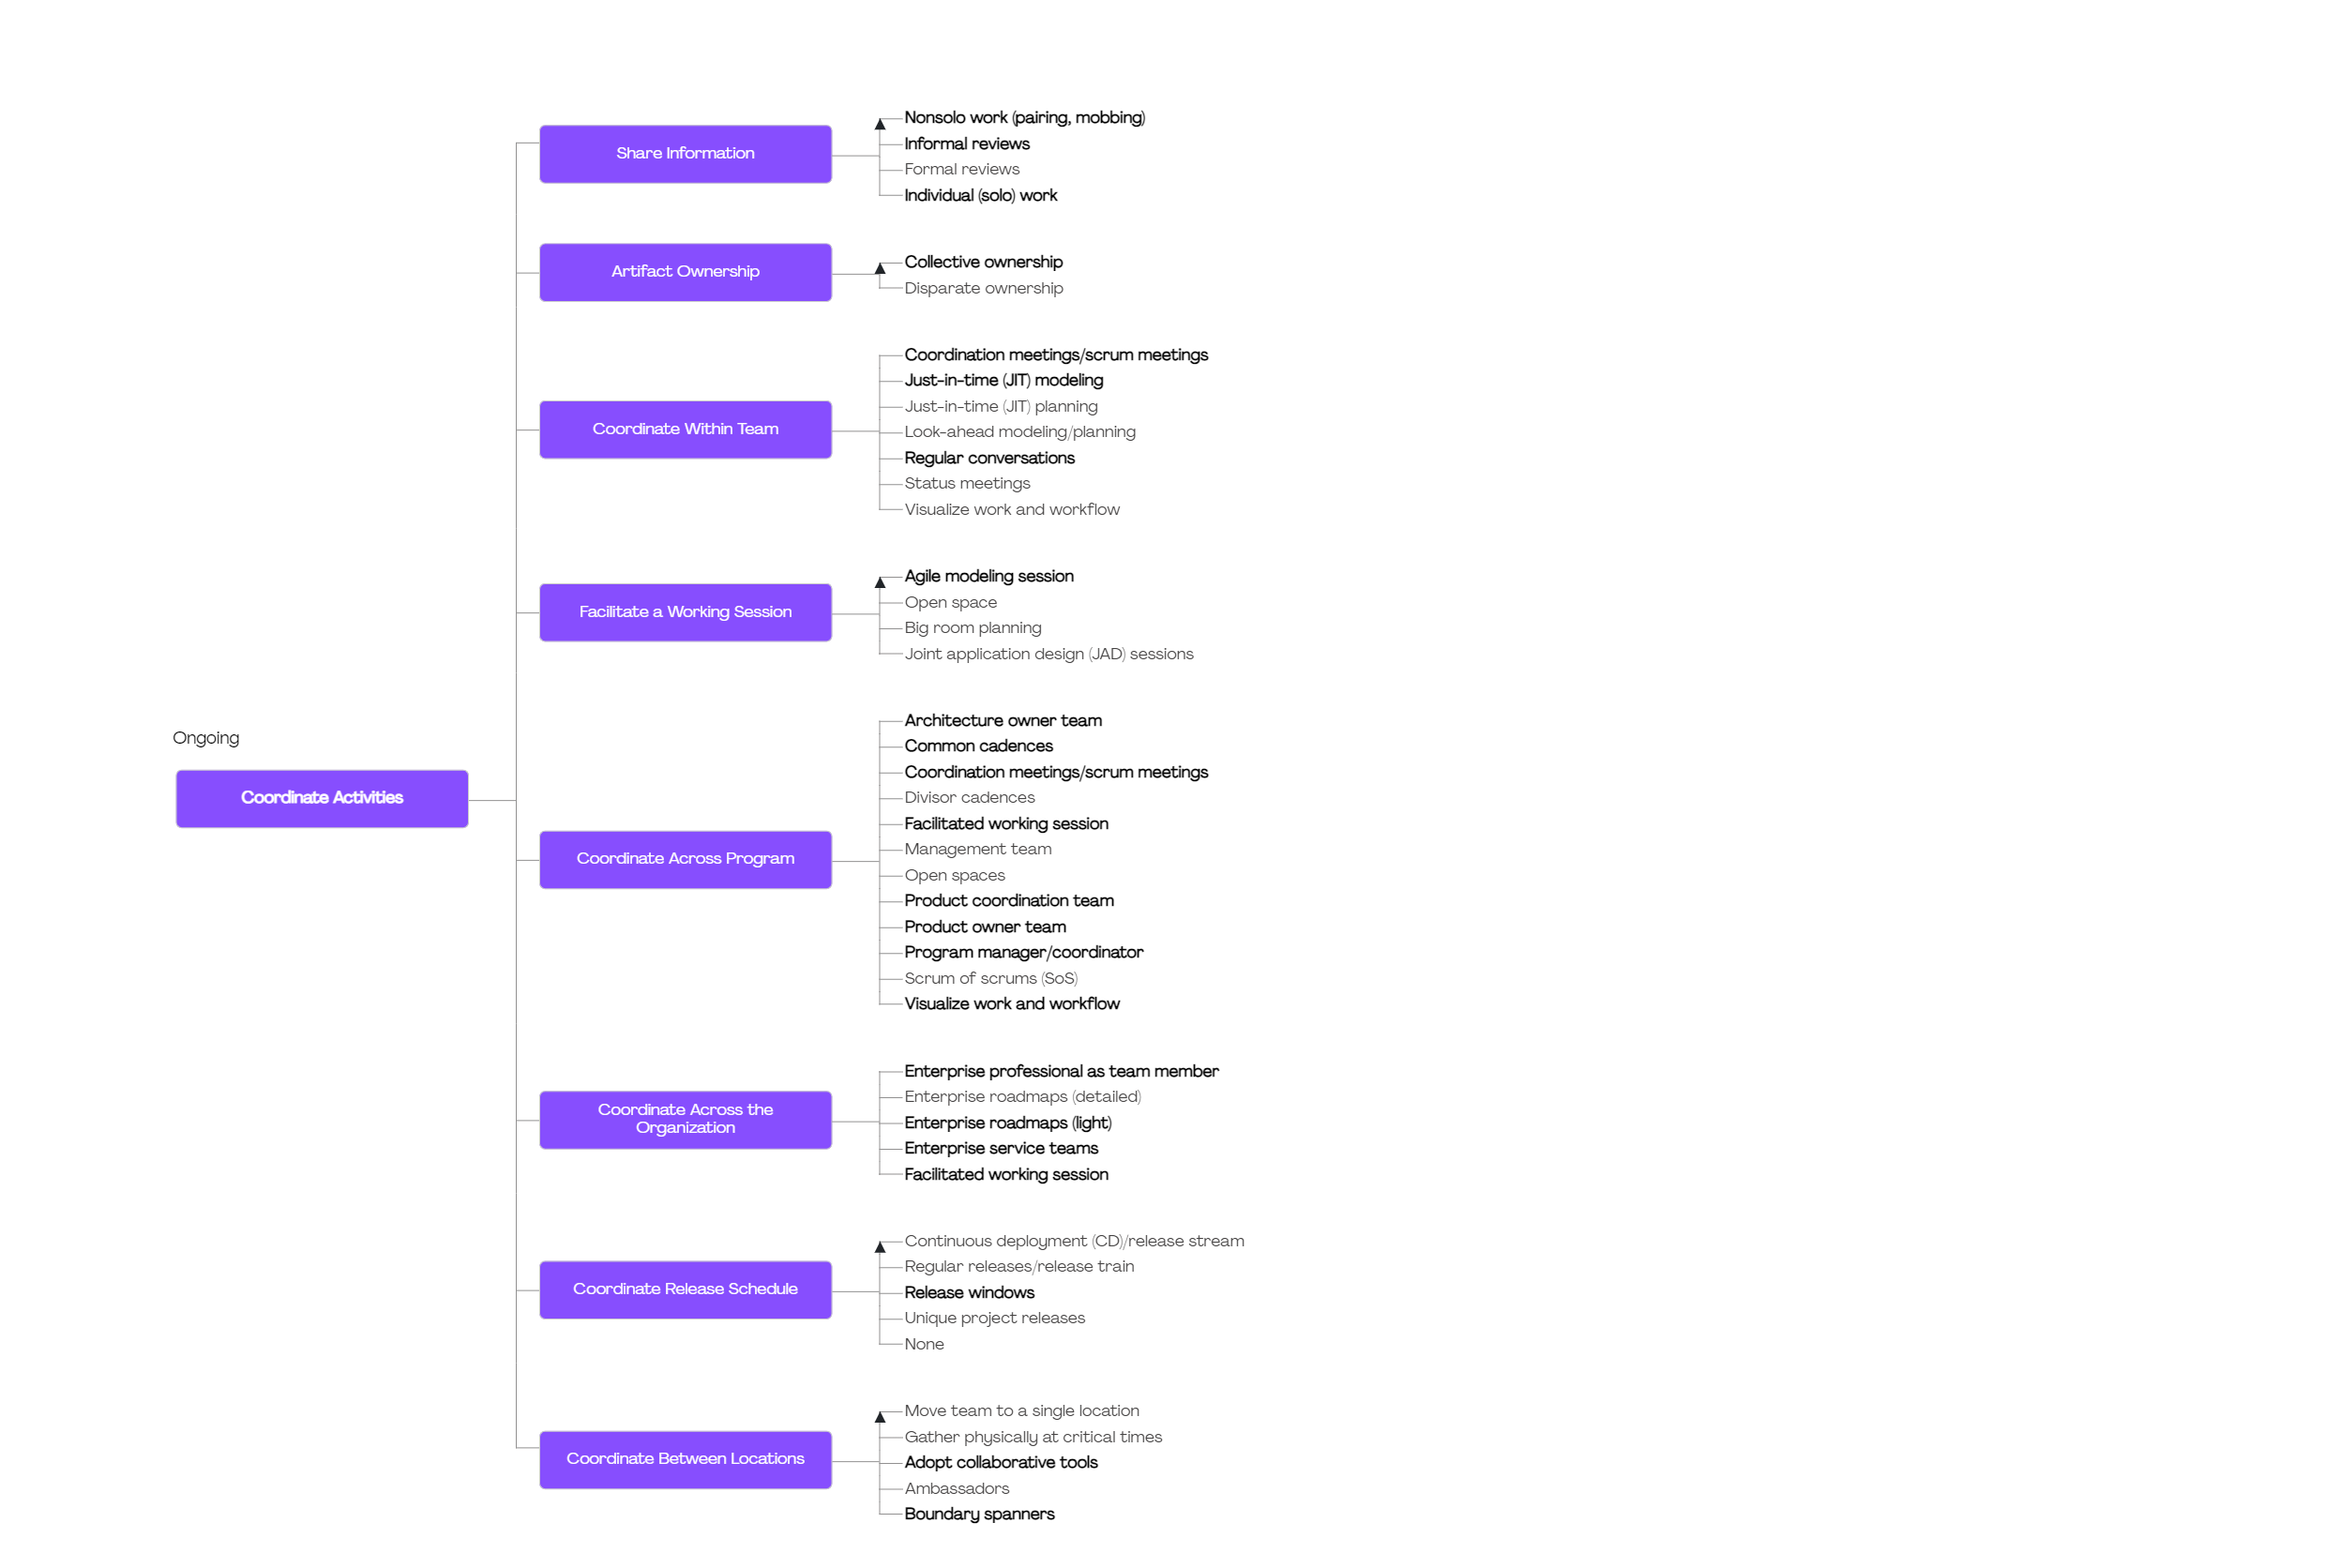 Ongoing
Coordinate Activities
Share Information
Nonsolo work (pairing, mobbing)
Informal reviews
Formal reviews
Individual (solo) work
Artifact Ownership
Collective ownership
Disparate ownership
Coordinate Within Team
Coordination meetings/scrum meetings
Just-in-time (JIT) modeling
Just-in-time (JIT) planning
Look-ahead modeling/planning
Regular conversations
Status meetings
Visualize work and workflow
Facilitate a Working Session
Agile modeling session
Open space
Big room planning
Joint application design (JAD) sessions
Coordinate Across Program
Architecture owner team
Common cadences
Coordination meetings/scrum meetings
Divisor cadences
Facilitated working session
Management team
Open spaces
Product coordination team
Product owner team
Program manager/coordinator
Scrum of scrums (SoS)
Visualize work and workflow
Coordinate Across the
Organization
Enterprise professional as team member
Enterprise roadmaps (detailed)
Enterprise roadmaps (light)
Enterprise service teams
Facilitated working session
Coordinate Release Schedule
Continuous deployment (CD)/release stream
Regular releases/release train
Release windows
Unique project releases
None
Coordinate Between Locations
Move team to a single location
Gather physically at critical times
Adopt collaborative tools
Ambassadors
Boundary spanners